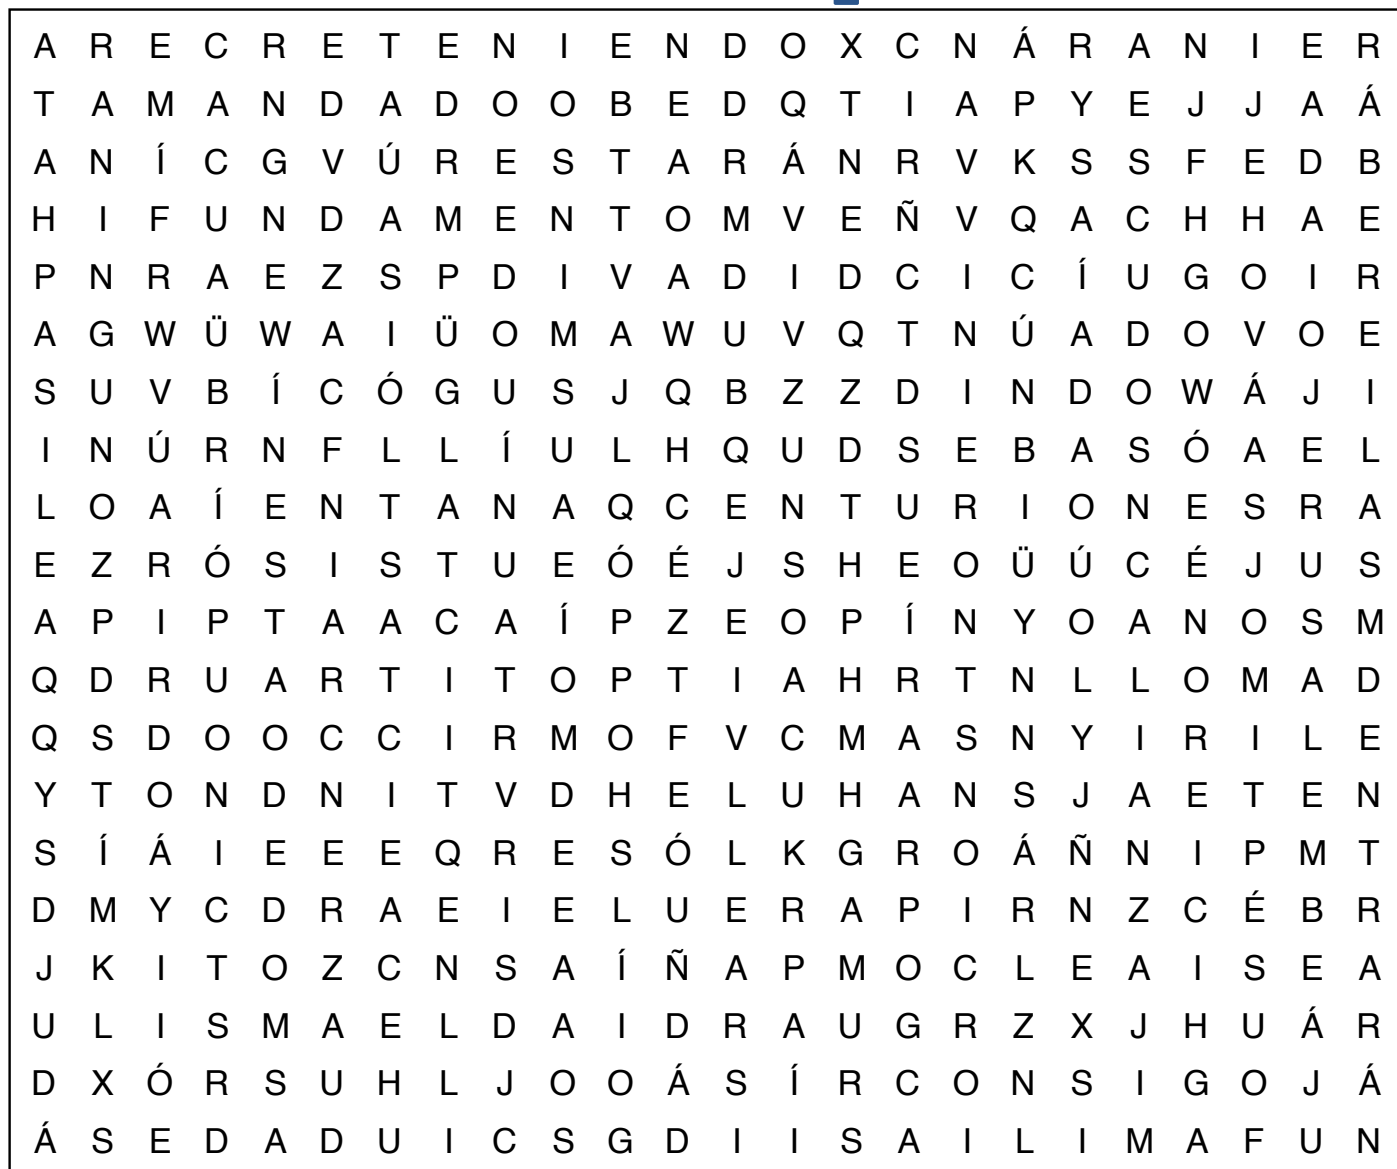 A R E C R E T E N I E N D O X C N Á R A N I E R
T A M A N D A D O O B E D Q T I A P Y E J J A Á
A N Í C G V Ú R E S T A R Á N R V K S S F E D B
H I F U N D A M E N T O M V E Ñ V Q A C H H A E
P N R A E Z S P D I V A D I D C I C Í U G O I R
A G W Ü W A I Ü O M A W U V Q T N Ú A D O V O E
S U V B Í C Ó G U S J Q B Z Z D I N D O W Á J I
I N Ú R N F L L Í U L H Q U D S E B A S Ó A E L
L O A Í E N T A N A Q C E N T U R I O N E S R A
E Z R Ó S I S T U E Ó É J S H E O Ü Ú C É J U S
A P I P T A A C A Í P Z E O P Í N Y O A N O S M
Q D R U A R T I T O P T I A H R T N L L O M A D
Q S D O O C C I R M O F V C M A S N Y I R I L E
Y T O N D N I T V D H E L U H A N S J A E T E N
S Í Á I E E E Q R E S Ó L K G R O Á Ñ N I P M T
D M Y C D R A E I E L U E R A P I R N Z C É B R
J K I T O Z C N S A Í Ñ A P M O C L E A I S E A
U L I S M A E L D A I D R A U G R Z X J H U Á R
D X Ó R S U H L J O O Á S Í R C O N S I G O J Á
Á S E D A D U I C S G D I I S A I L I M A F U N